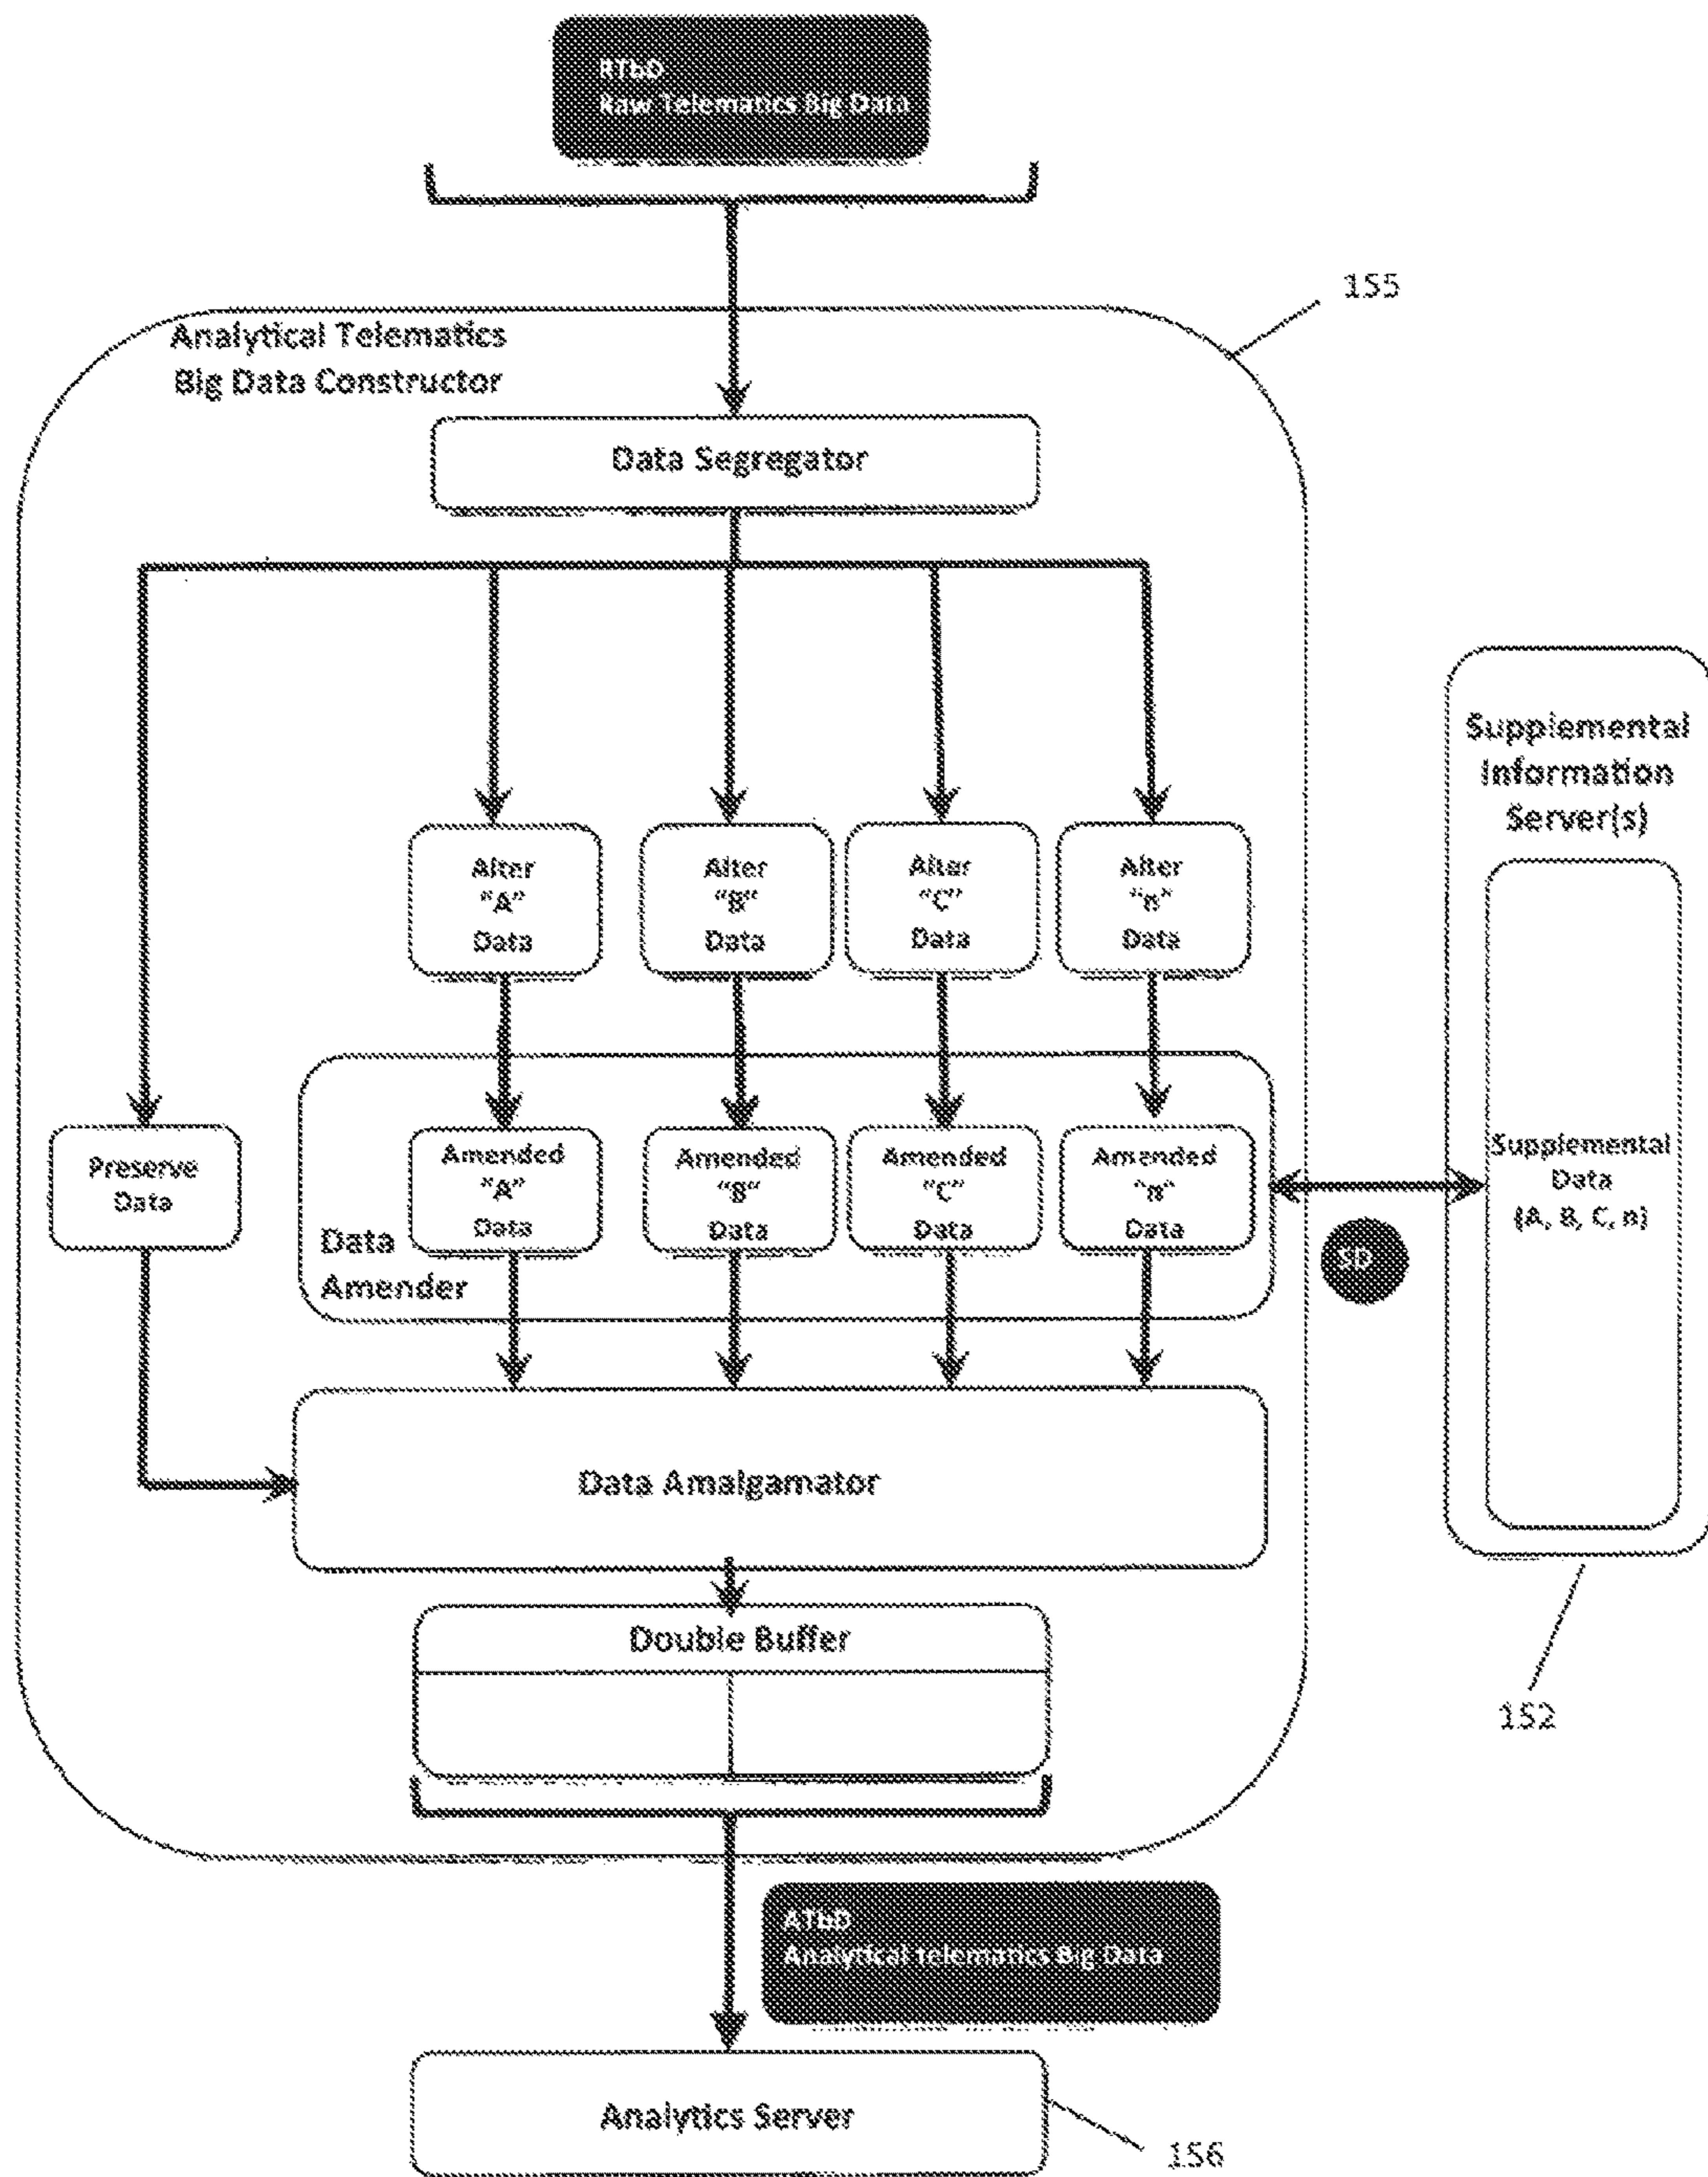 RTbD
Raw Telematics Big Data
155
Analytical Telematics
Big Data Constructor
Data Segregator
Supplemental
Information
Server(s)
Alter
"A"
Data
Alter
"B"
Data
Alter
"C"
Data
Alter
"n"
Data
Preserve
Data
Data
Amender
Amended
"A"
Data
Amended
"B"
Data
Amended
"C"
Data
Amended
"n"
Data
Supplemental
Data
(A, B, C, n)
SD
Data Amalgamator
Double Buffer
152
ATbD
Analytical telematics Big Data
Analytics Server
156